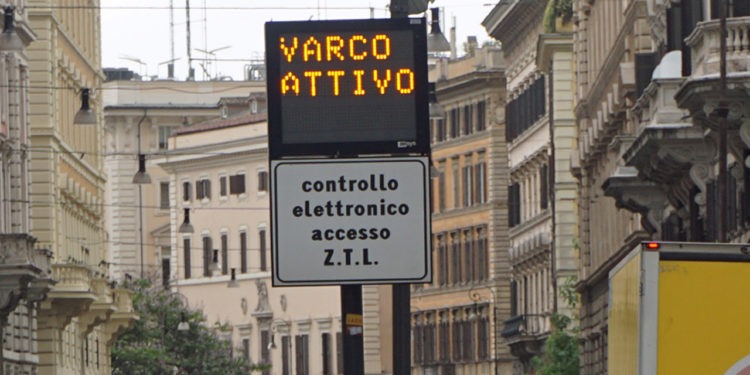 VARCO
ATTIVO
controllo
elettronico
accesso
Z.T.L.